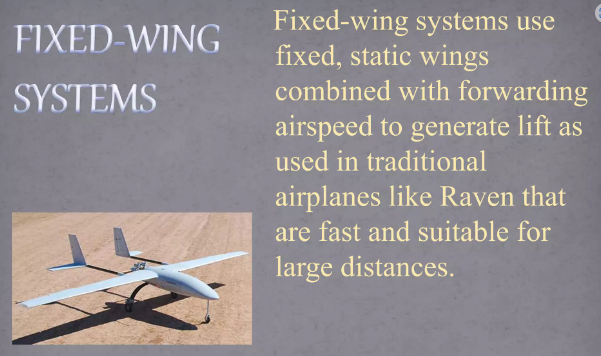 FIXED-WING
SYSTEMS
Fixed-wing systems use
fixed, static wings
combined with forwarding
airspeed to generate lift as
used in traditional
airplanes like Raven that
are fast and suitable for
large distances.